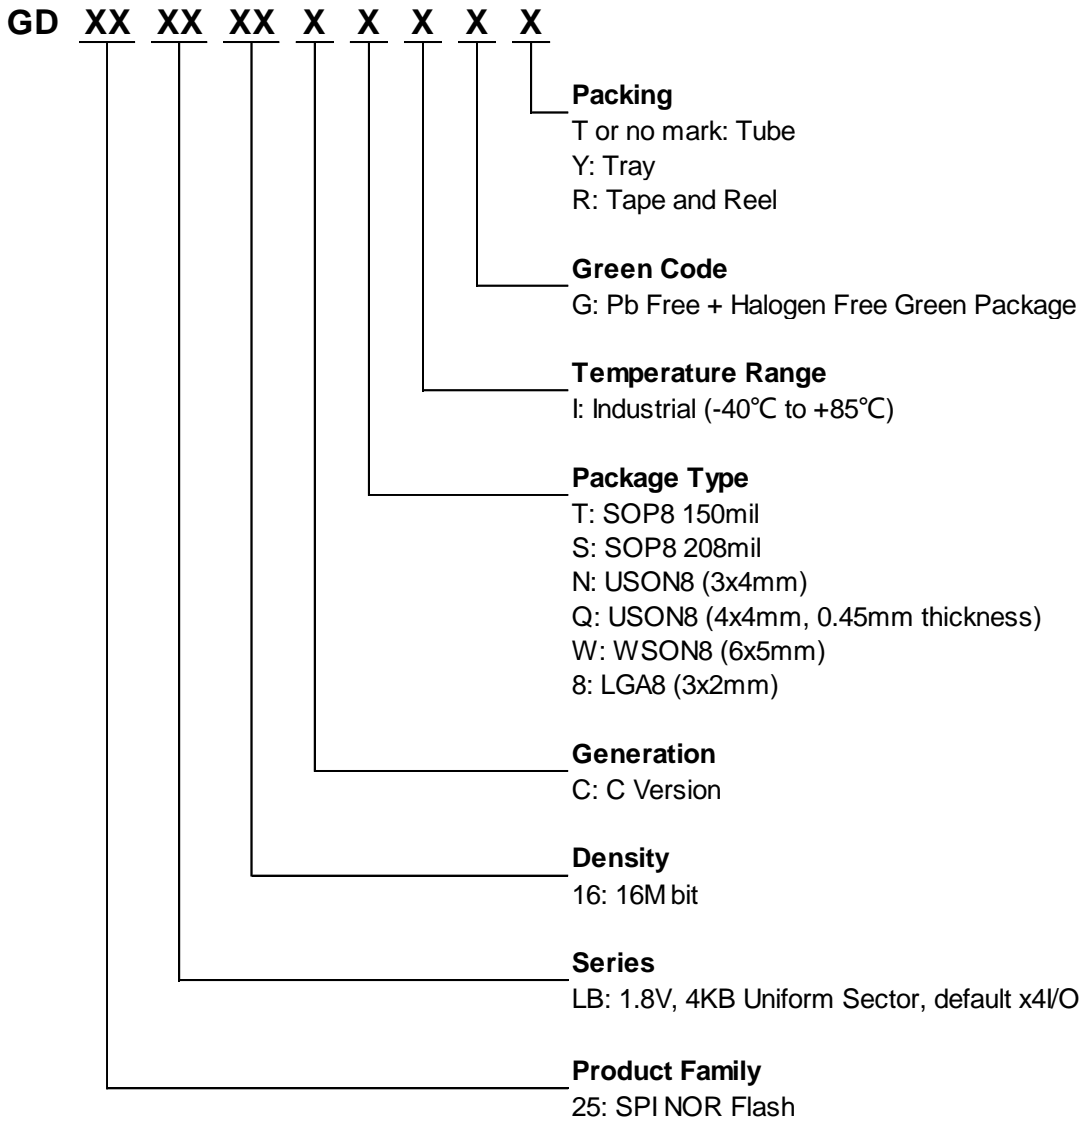 GD XX XX XX X X X X X
Packing
T or no mark: Tube
Y: Tray
R: Tape and Reel
Green Code
G: Pb Free + Halogen Free Green Package
Temperature Range
I: Industrial (-40℃ to +85℃)
Package Type
T: SOP8 150mil
S: SOP8 208mil
N: USON8 (3x4mm)
Q: USON8 (4x4mm, 0.45mm thickness)
W: WSON8 (6x5mm)
8: LGA8 (3x2mm)
Generation
C: C Version
Density
16: 16M bit
Series
LB: 1.8V, 4KB Uniform Sector, default x4I/O
Product Family
25: SPI NOR Flash